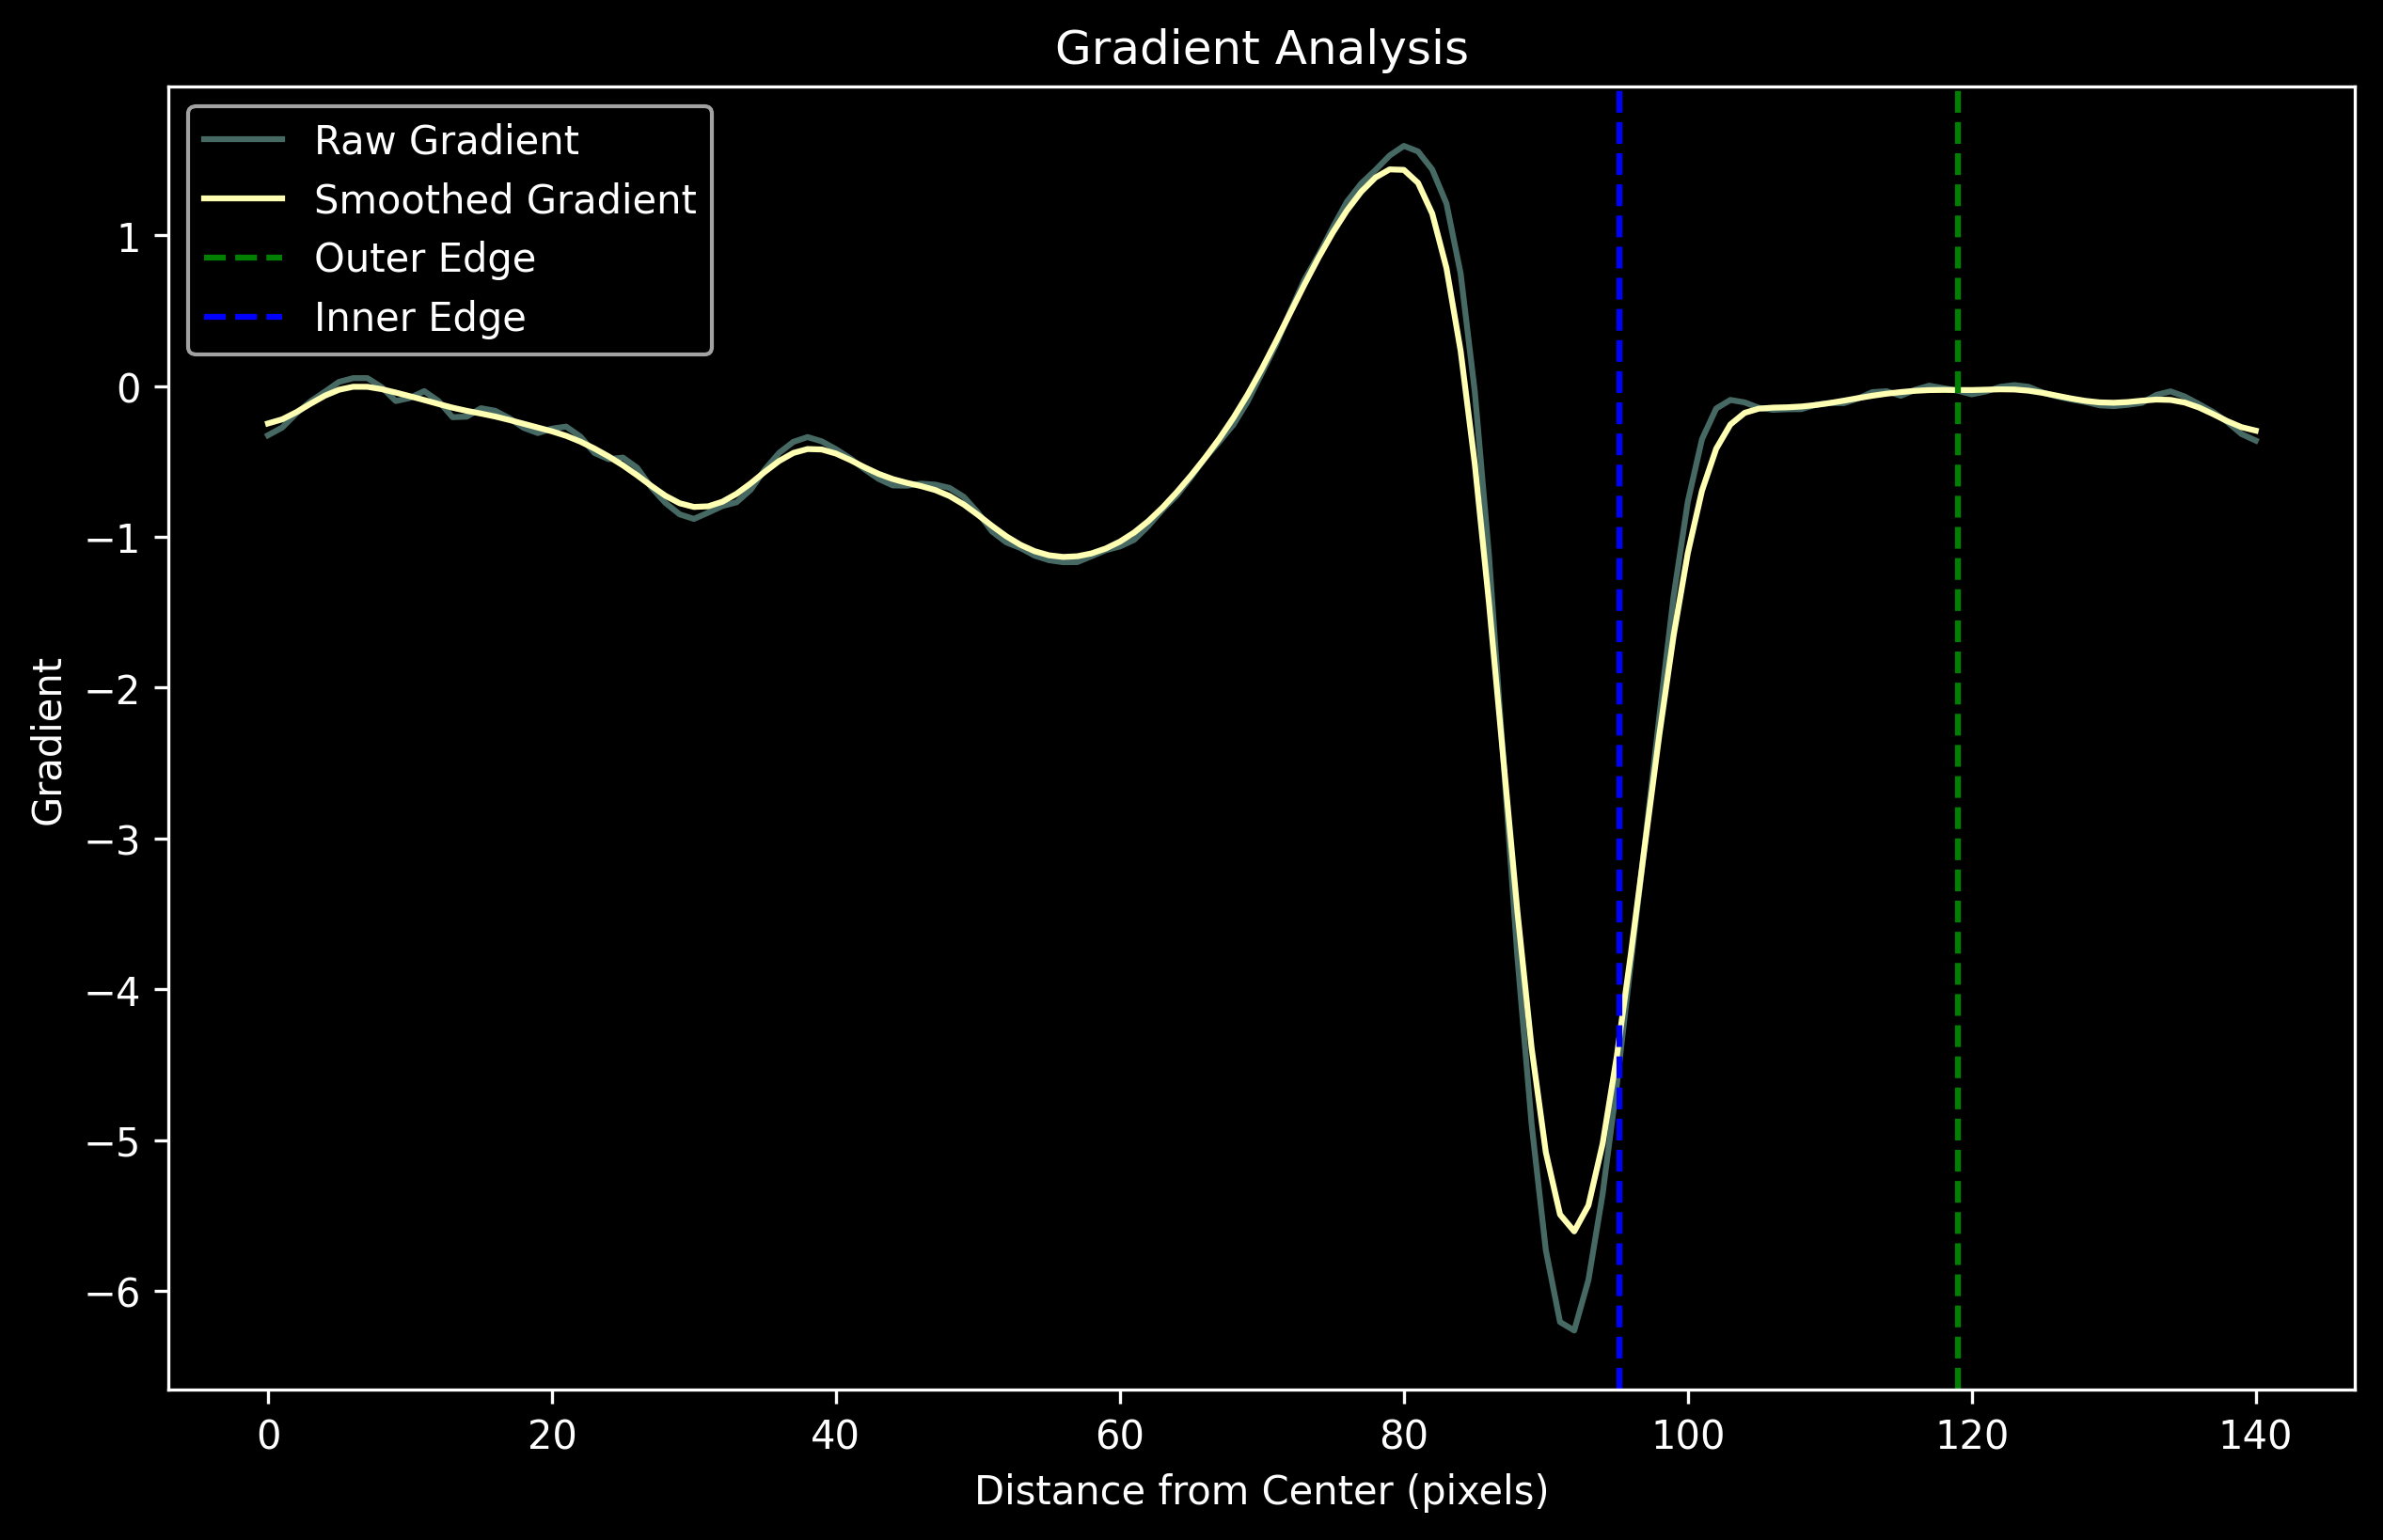 Gradient Analysis
Raw Gradient
Smoothed Gradient
Outer Edge
Inner Edge
1
0
−1
−2
−3
−4
−5
−6
Gradient
0 20 40 60 80 100 120 140
Distance from Center (pixels)